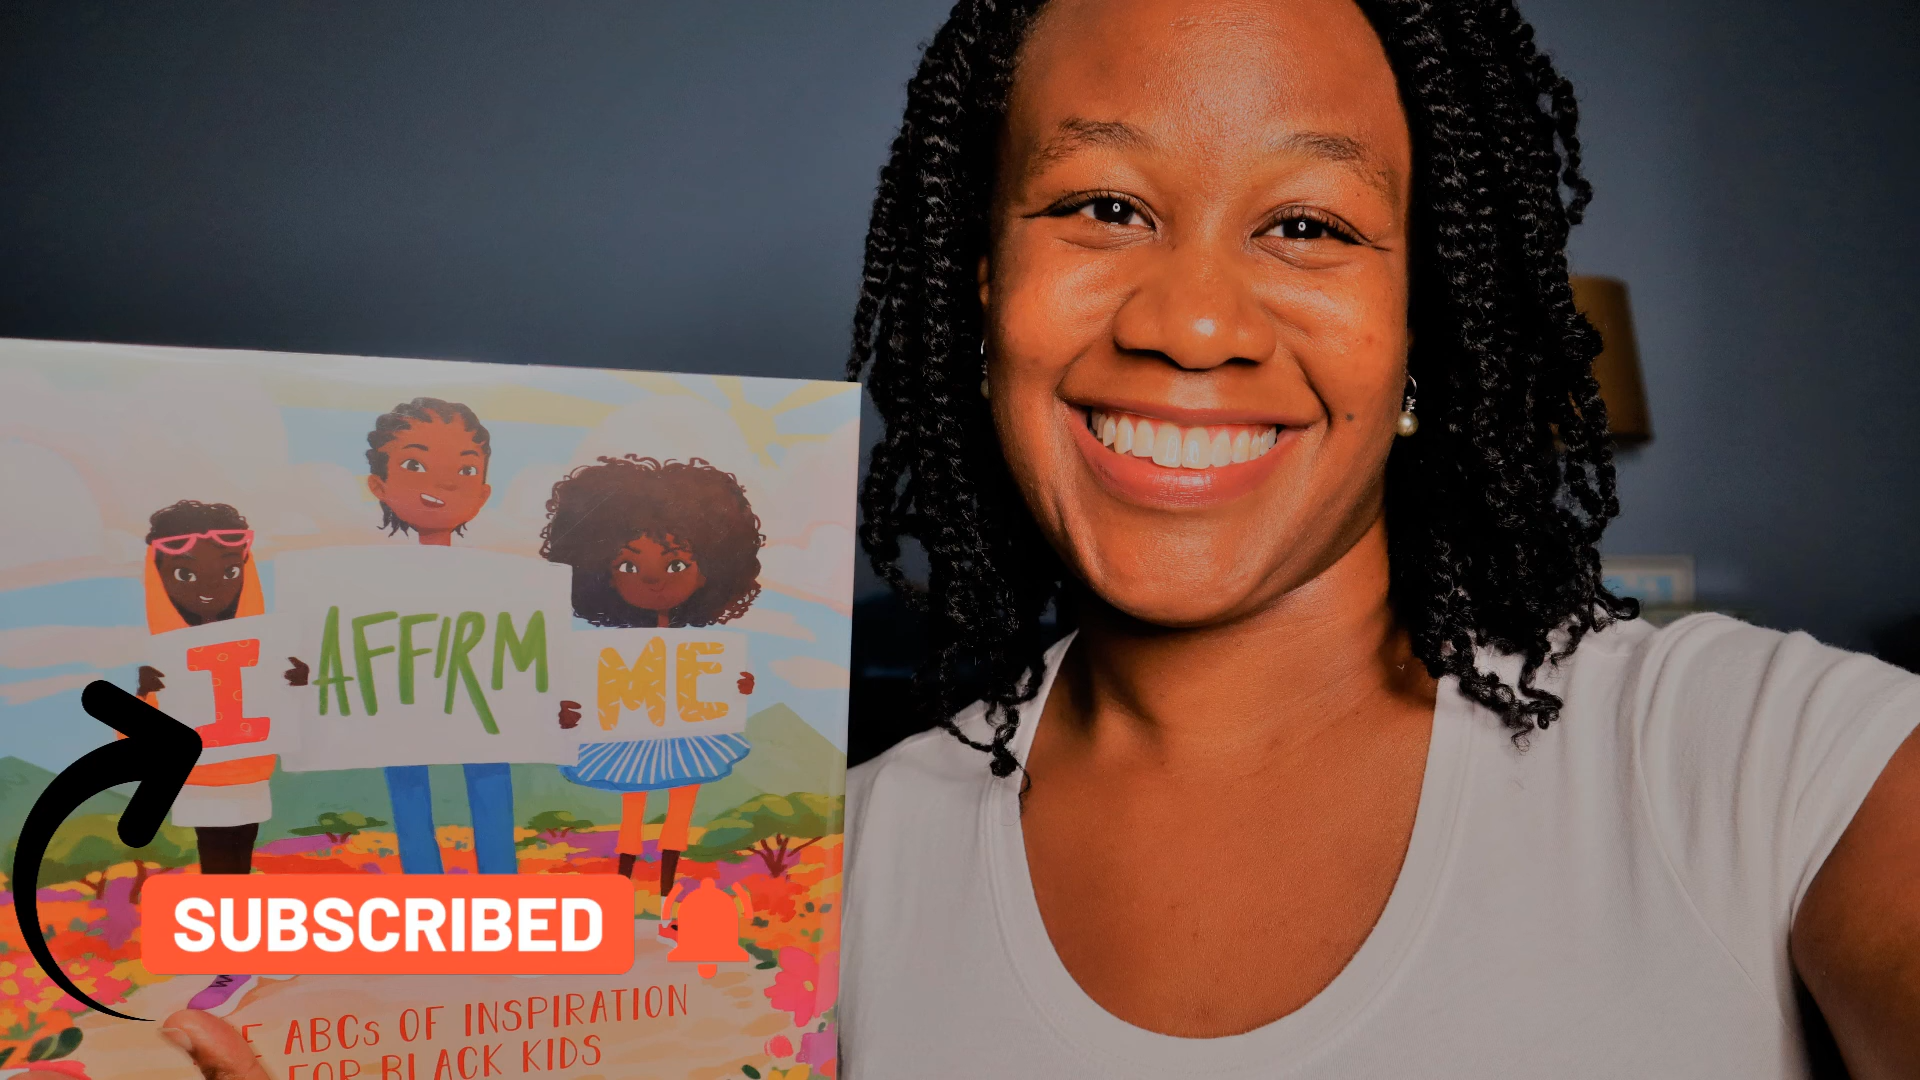 I
AFFIRM
ME
SUBSCRIBED
ABCs OF INSPIRATION
FOR BLACK KIDS